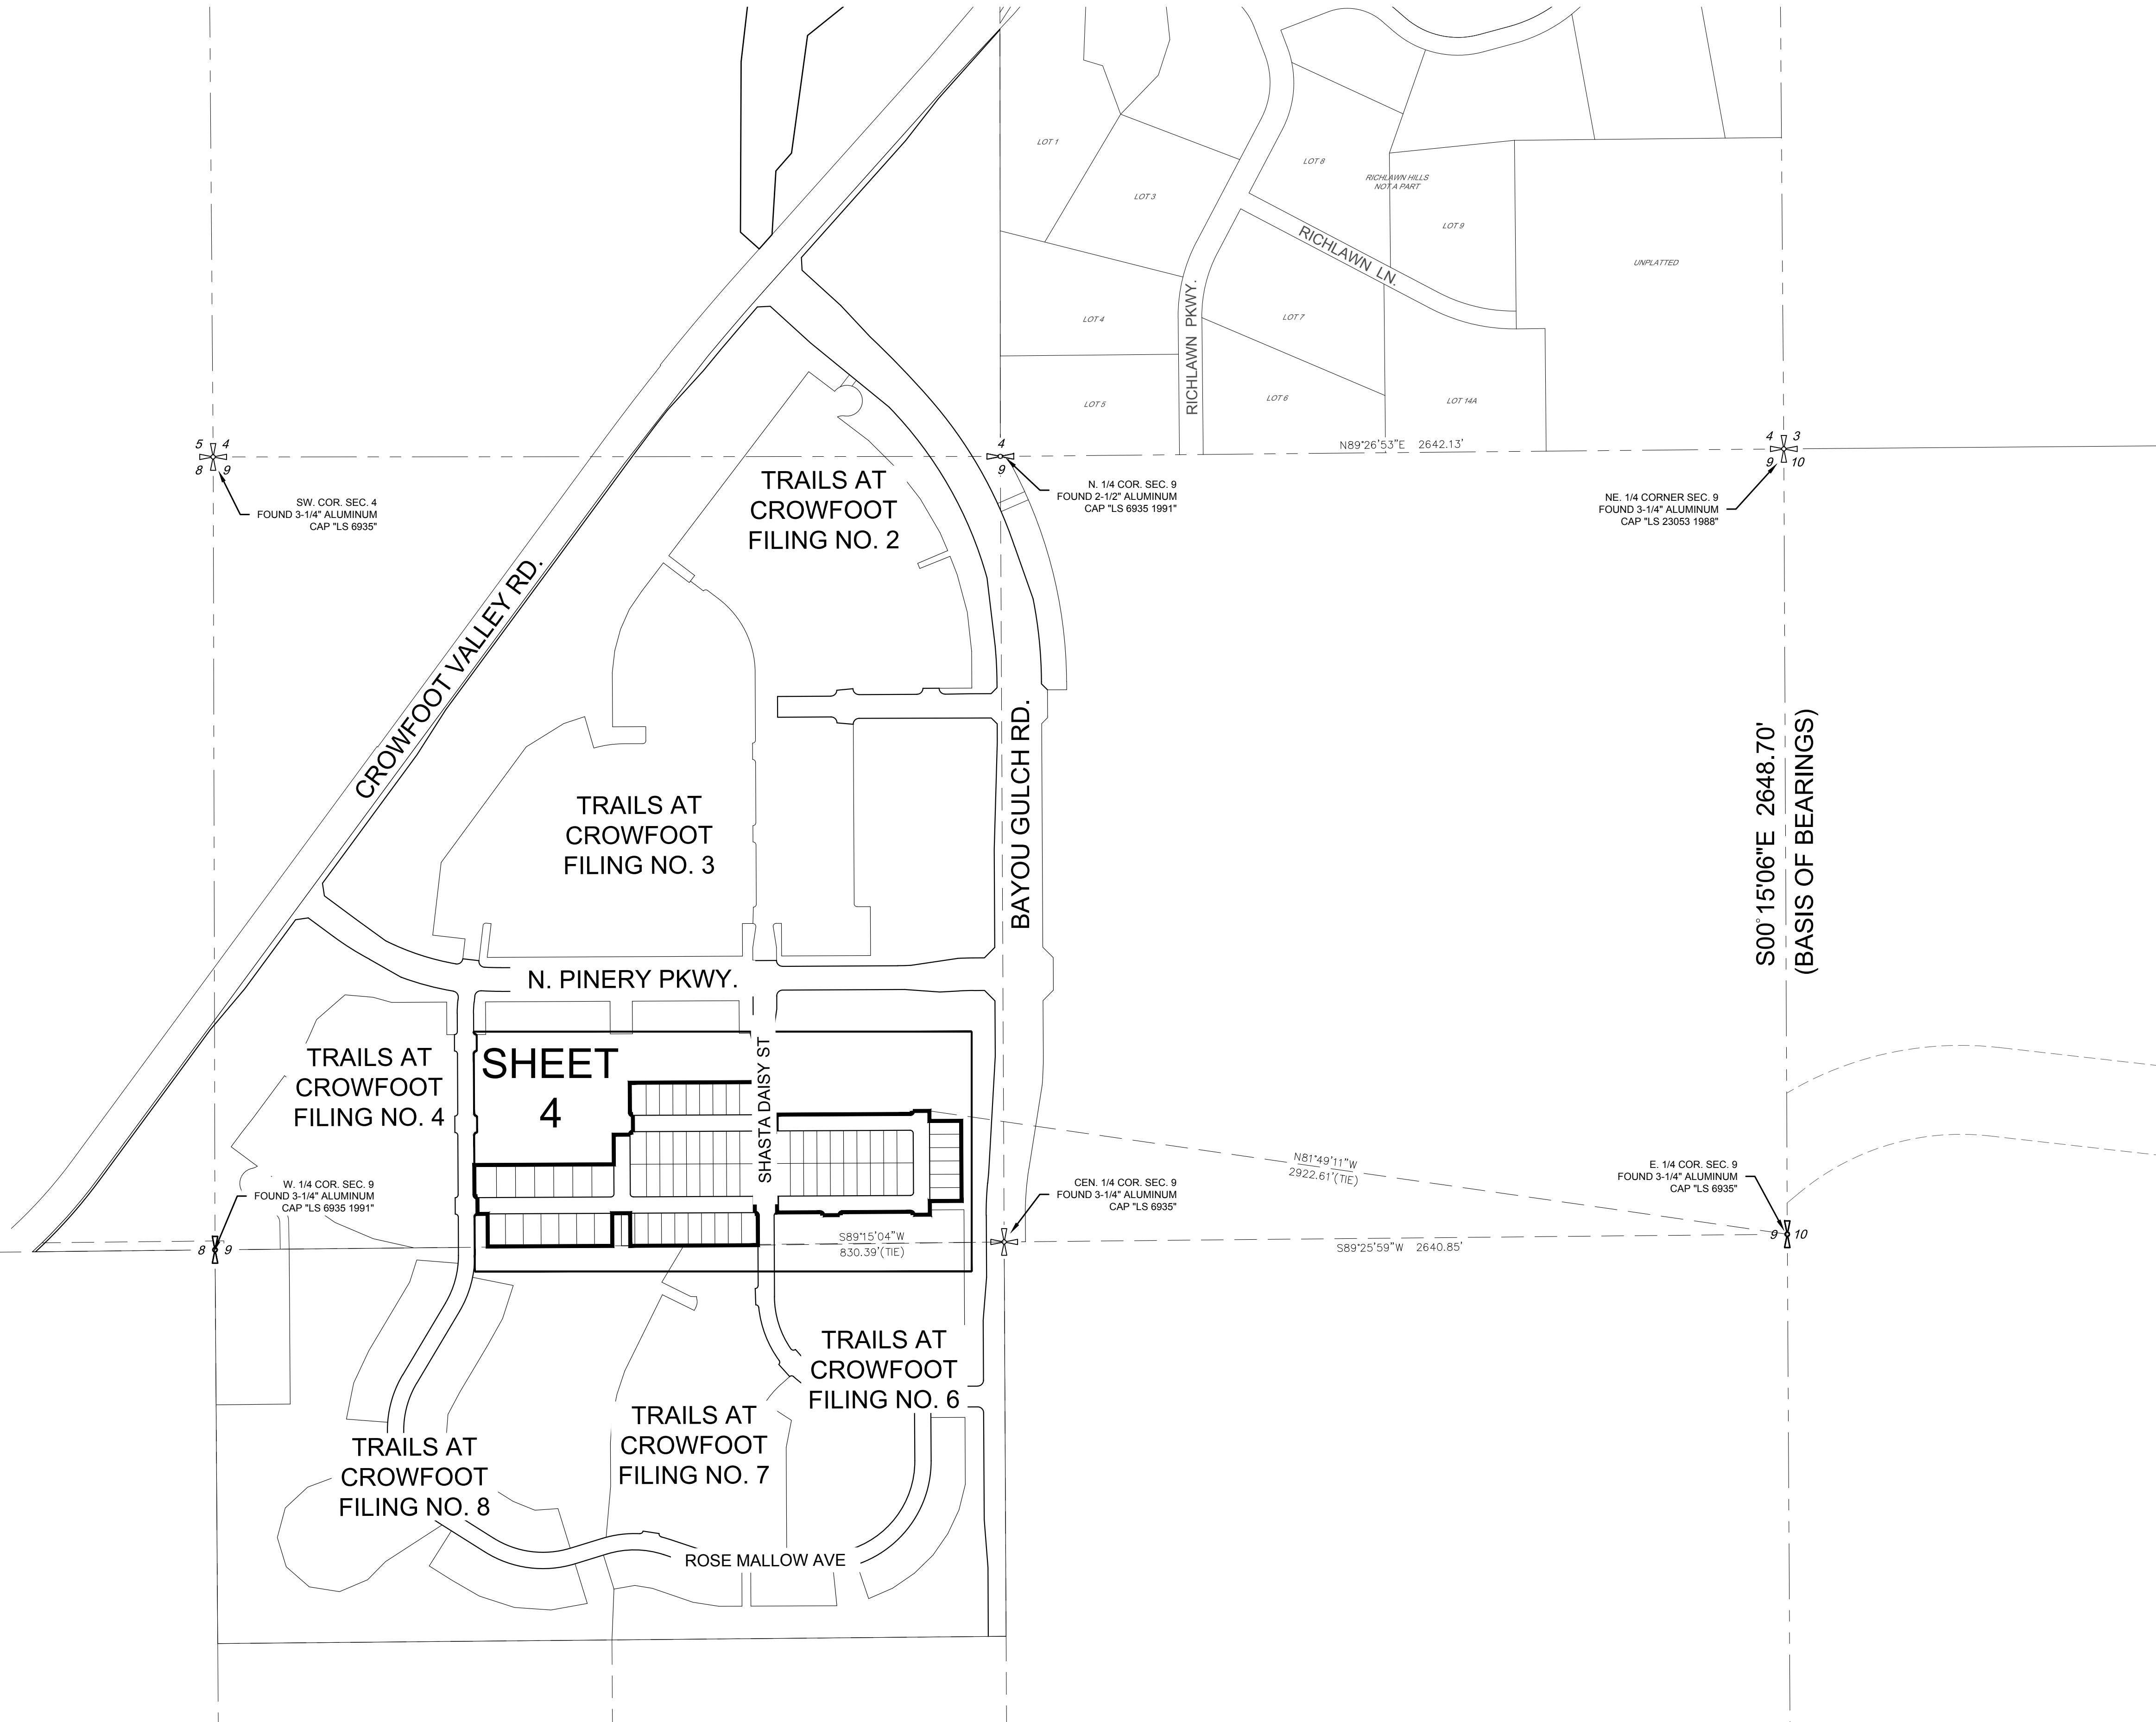 LOT 1
LOT 8
RICHLAWN HILLS
NOT A PART
LOT 3
LOT 9
RICHLAWN LN.
UNPLATTED
LOT 4
RICHLAWN PKWY.
LOT 7
LOT 5
LOT 6
LOT 14A
5 4
8 9
SW. COR. SEC. 4
FOUND 3-1/4" ALUMINUM
CAP "LS 6935"
4
9
N. 1/4 COR. SEC. 9
FOUND 2-1/2" ALUMINUM
CAP "LS 6935 1991"
N89°26'53"E 2642.13'
4 3
9 10
NE. 1/4 CORNER SEC. 9
FOUND 3-1/4" ALUMINUM
CAP "LS 23053 1988"
TRAILS AT
CROWFOOT
FILING NO. 2
CROWFOOT VALLEY RD.
BAYOU GULCH RD.
S00°15'06"E 2648.70'
(BASIS OF BEARINGS)
TRAILS AT
CROWFOOT
FILING NO. 3
N. PINERY PKWY.
TRAILS AT
CROWFOOT
FILING NO. 4
SHEET
4
SHASTA DAISY ST
N81°49'11"W
2922.61'(TIE)
W. 1/4 COR. SEC. 9
FOUND 3-1/4" ALUMINUM
CAP "LS 6935 1991"
8 9
CEN. 1/4 COR. SEC. 9
FOUND 3-1/4" ALUMINUM
CAP "LS 6935"
E. 1/4 COR. SEC. 9
FOUND 3-1/4" ALUMINUM
CAP "LS 6935"
9 10
S89°15'04"W
830.39'(TIE)
S89°25'59"W 2640.85'
TRAILS AT
CROWFOOT
FILING NO. 6
TRAILS AT
CROWFOOT
FILING NO. 7
TRAILS AT
CROWFOOT
FILING NO. 8
ROSE MALLOW AVE